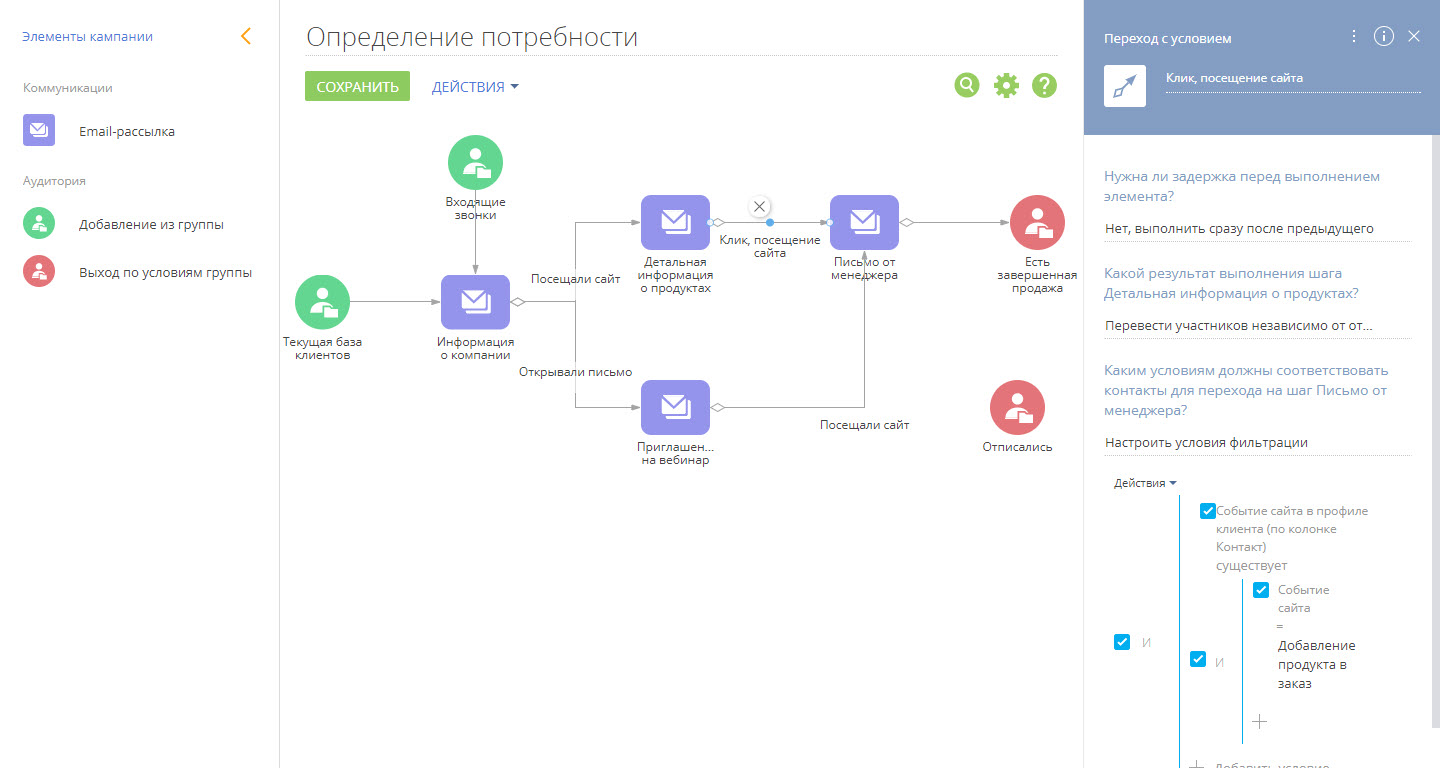 Элементы кампании
Коммуникации
Email-рассылка
Аудитория
Добавление из группы
Выход по условиям группы
Определение потребности
СОХРАНИТЬ
ДЕЙСТВИЯ
Входящие
звонки
Текущая база
клиентов
Информация
о компании
Посещали сайт
Открывали письмо
Детальная
информация
о продуктах
Клик, посещение
сайта
Письмо от
менеджера
Есть
завершенная
продажа
Приглашен...
на вебинар
Посещали сайт
Отписались
Переход с условием
Клик, посещение сайта
Нужна ли задержка перед выполнением
элемента?
Нет, выполнить сразу после предыдущего
Какой результат выполнения шага
Детальная информация о продуктах?
Перевести участников независимо от от...
Каким условиям должны соответствовать
контакты для перехода на шаг Письмо от
менеджера?
Настроить условия фильтрации
Действия
Событие сайта в профиле
клиента (по колонке
Контакт)
существует
Событие
сайта
=
Добавление
продукта в
заказ
И
И
Добавить условие